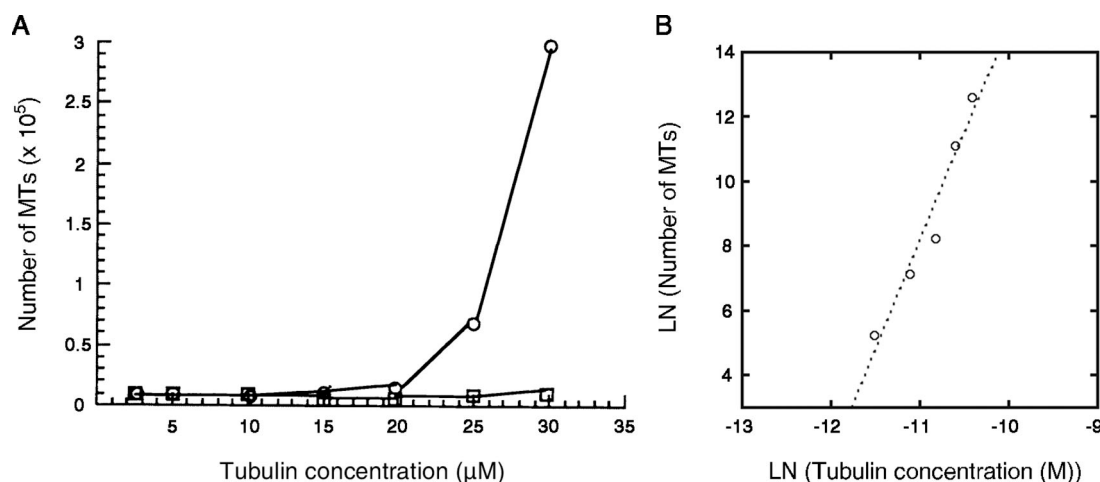 A
Number of MTs (x 10⁵)
3
2.5
2
1.5
1
0.5
0
5 10 15 20 25 30 35
Tubulin concentration (µM)
B
LN (Number of MTs)
14
12
10
8
6
4
-13 -12 -11 -10 -9
LN (Tubulin concentration (M))